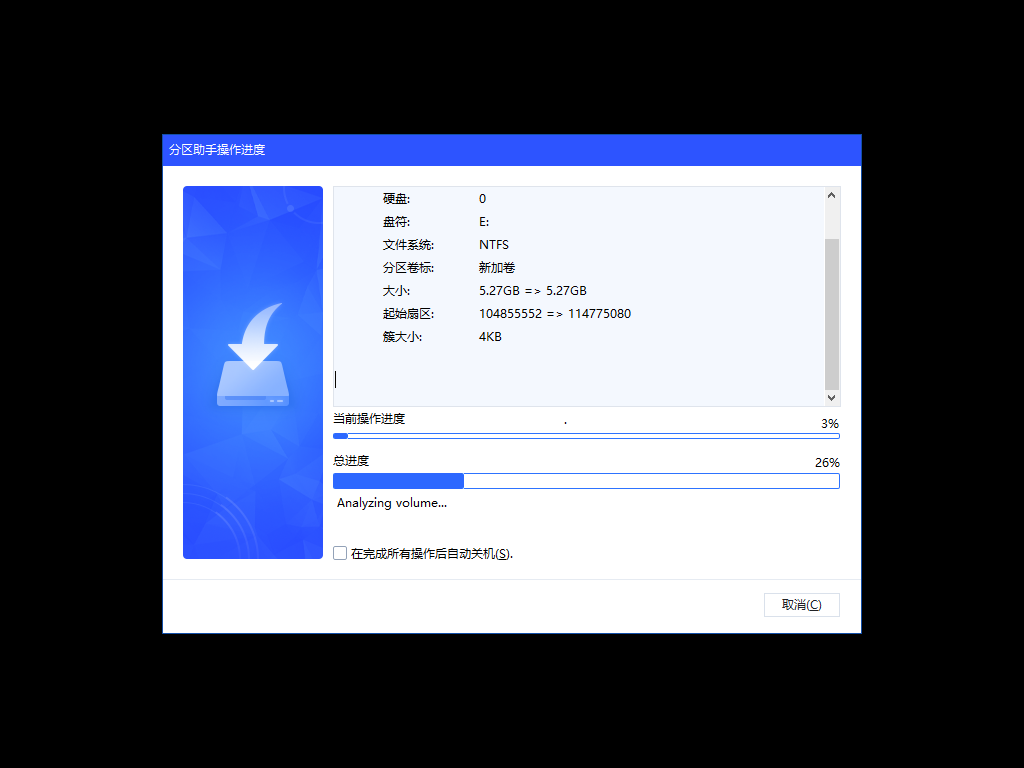 分区助手操作进度
硬盘: 0
盘符: E:
文件系统: NTFS
分区卷标: 新加卷
大小: 5.27GB => 5.27GB
起始扇区: 104855552 => 114775080
簇大小: 4KB
当前操作进度 . 3%
总进度 26%
Analyzing volume...
在完成所有操作后自动关机(S).
取消(C)